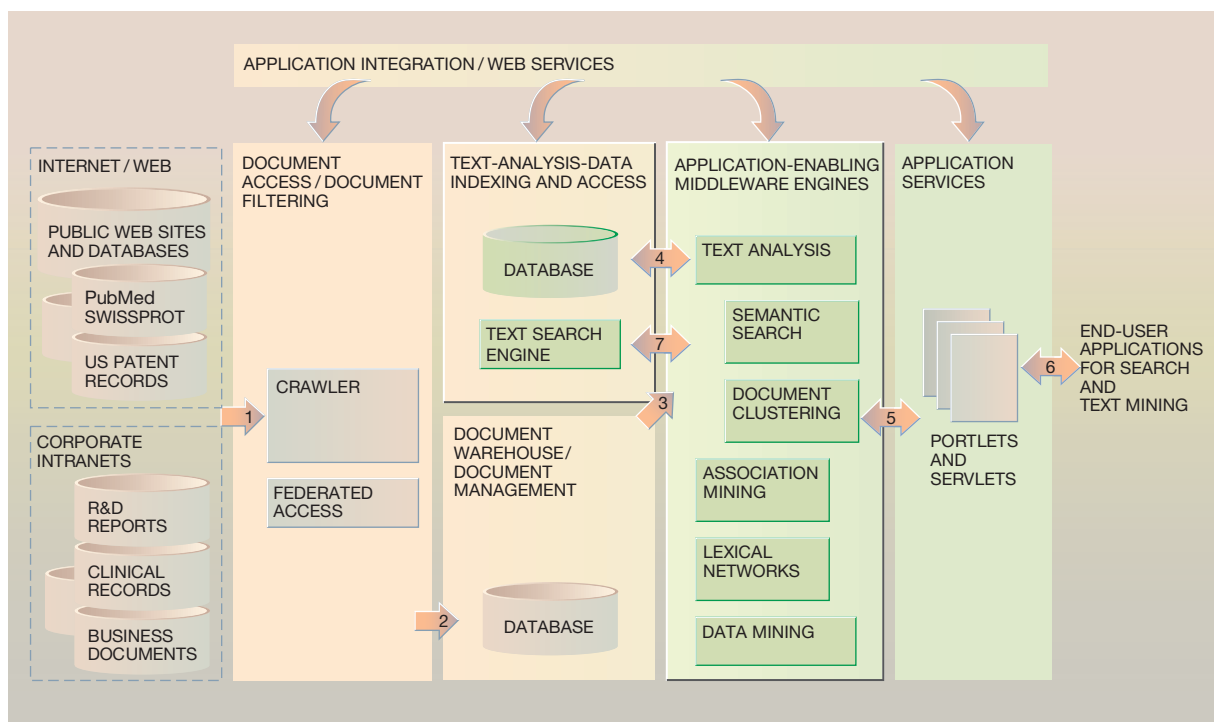 APPLICATION INTEGRATION / WEB SERVICES
INTERNET / WEB
PUBLIC WEB SITES
AND DATABASES
PubMed
SWISSPROT
US PATENT
RECORDS
CORPORATE
INTRANETS
R&D
REPORTS
CLINICAL
RECORDS
BUSINESS
DOCUMENTS
1
DOCUMENT
ACCESS / DOCUMENT
FILTERING
CRAWLER
FEDERATED
ACCESS
2
TEXT-ANALYSIS-DATA
INDEXING AND ACCESS
DATABASE
TEXT SEARCH
ENGINE
DOCUMENT
WAREHOUSE/
DOCUMENT
MANAGEMENT
DATABASE
4
7
3
APPLICATION-ENABLING
MIDDLEWARE ENGINES
TEXT ANALYSIS
SEMANTIC
SEARCH
DOCUMENT
CLUSTERING
ASSOCIATION
MINING
LEXICAL
NETWORKS
DATA MINING
5
APPLICATION
SERVICES
PORTLETS
AND
SERVLETS
6
END-USER
APPLICATIONS
FOR SEARCH
AND
TEXT MINING